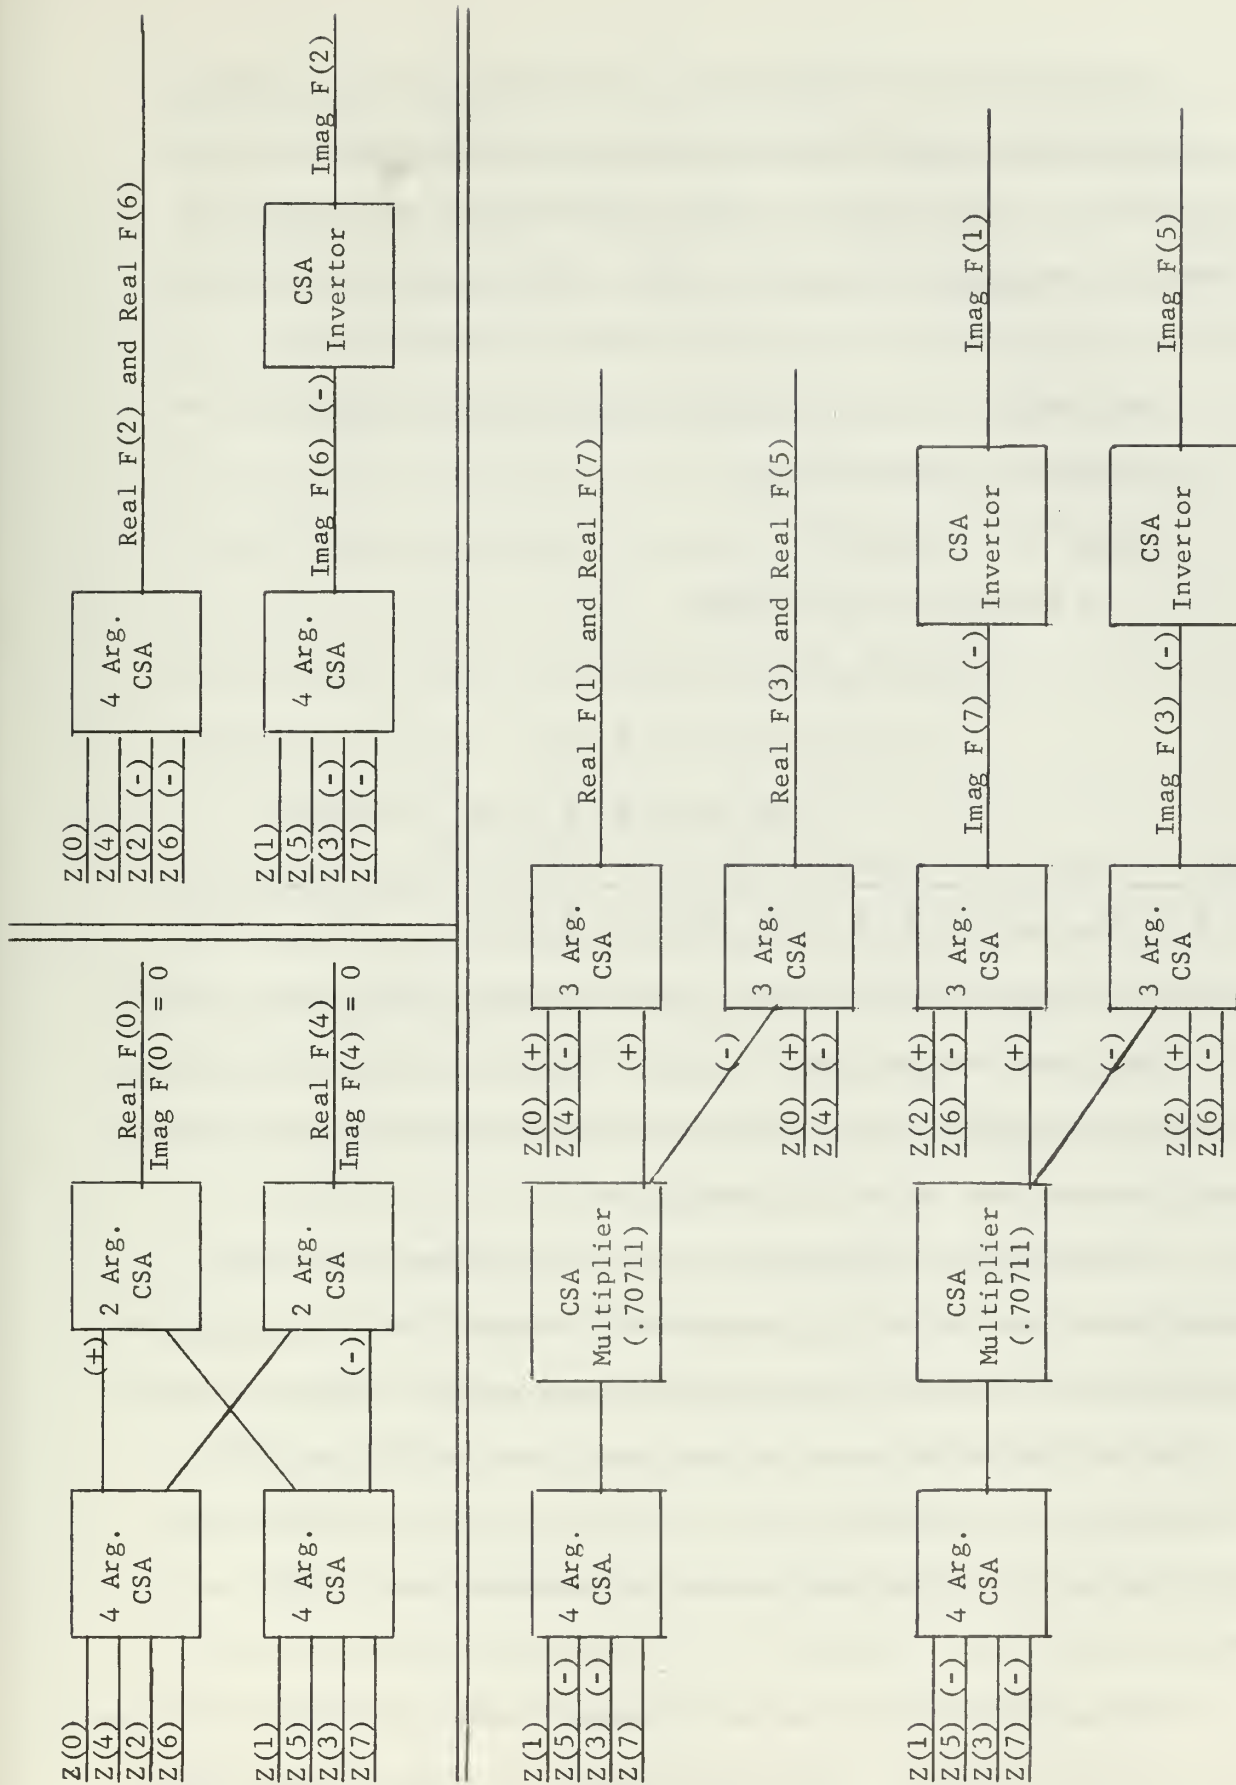 Z(0)
Z(4)
Z(2)
Z(6)
4 Arg.
CSA
(+)
2 Arg.
CSA
Real F(0)
Imag F(0) = 0
Z(1)
Z(5)
Z(3)
Z(7)
4 Arg.
CSA
(-)
2 Arg.
CSA
Real F(4)
Imag F(4) = 0
Z(0)
Z(4)
Z(2) (-)
Z(6) (-)
4 Arg.
CSA
Real F(2) and Real F(6)
Z(1)
Z(5)
Z(3) (-)
Z(7) (-)
4 Arg.
CSA
Imag F(6) (-)
CSA
Invertor
Imag F(2)
Z(1)
Z(5) (-)
Z(3) (-)
Z(7)
4 Arg.
CSA
CSA
Multiplier
(.70711)
Z(0) (+)
Z(4) (-)
(+)
3 Arg.
CSA
Real F(1) and Real F(7)
(-)
Z(0) (+)
Z(4) (-)
3 Arg.
CSA
Real F(3) and Real F(5)
Z(1)
Z(5) (-)
Z(3)
Z(7) (-)
4 Arg.
CSA
CSA
Multiplier
(.70711)
Z(2) (+)
Z(6) (-)
(+)
3 Arg.
CSA
Imag F(7) (-)
CSA
Invertor
Imag F(1)
(-)
Z(2) (+)
Z(6) (-)
3 Arg.
CSA
Imag F(3) (-)
CSA
Invertor
Imag F(5)